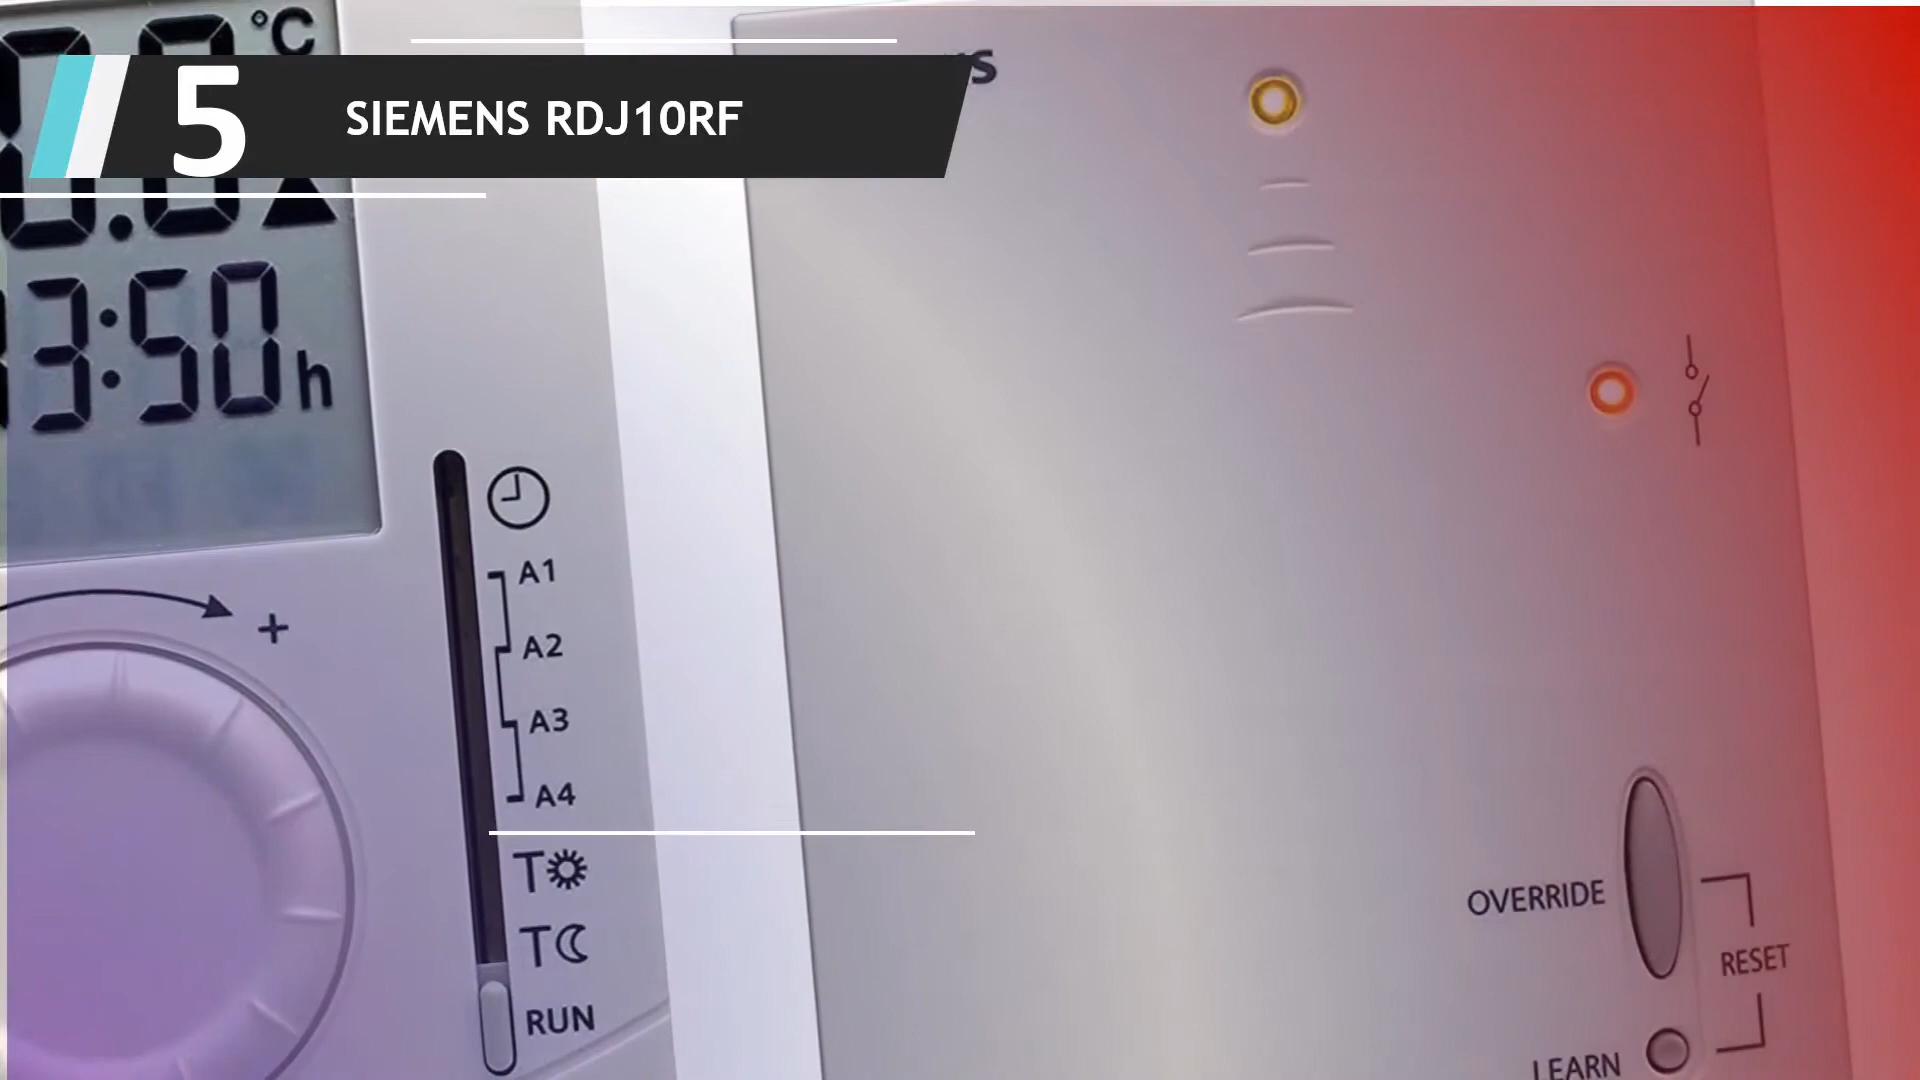 °C
5
SIEMENS RDJ10RF
3:50h
A1
+
A2
A3
A4
T
T
RUN
OVERRIDE
RESET
LEARN